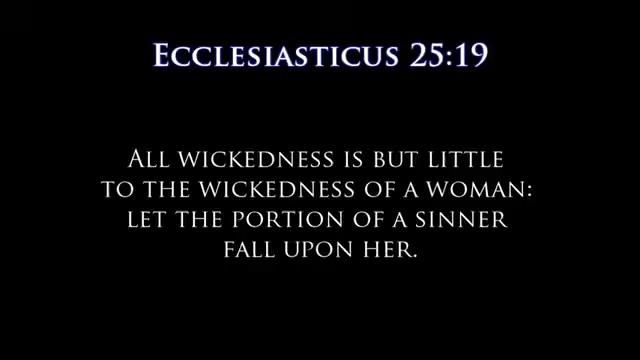 Ecclesiasticus 25:19
All wickedness is but little
to the wickedness of a woman:
let the portion of a sinner
fall upon her.